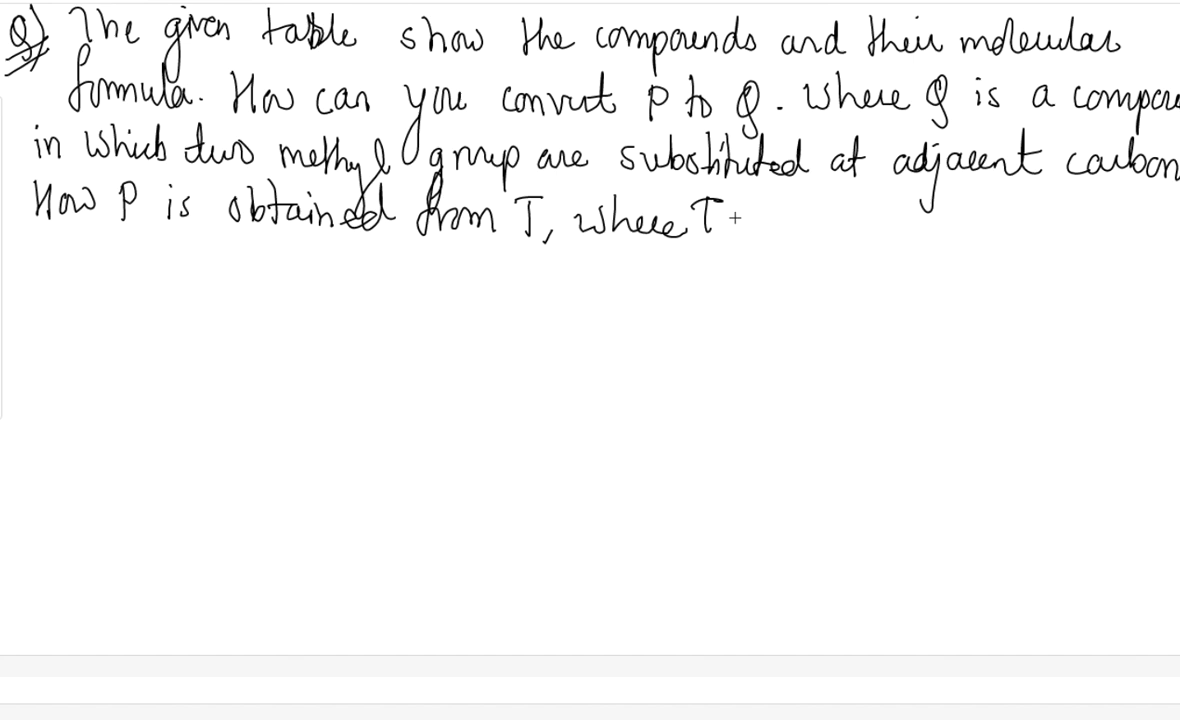 Q) The given table show the compounds and their molecular
formula. How can you convert P to Q. Where Q is a
in which two methyl group are substituted at adjacent carbon
How P is obtained from T, where T